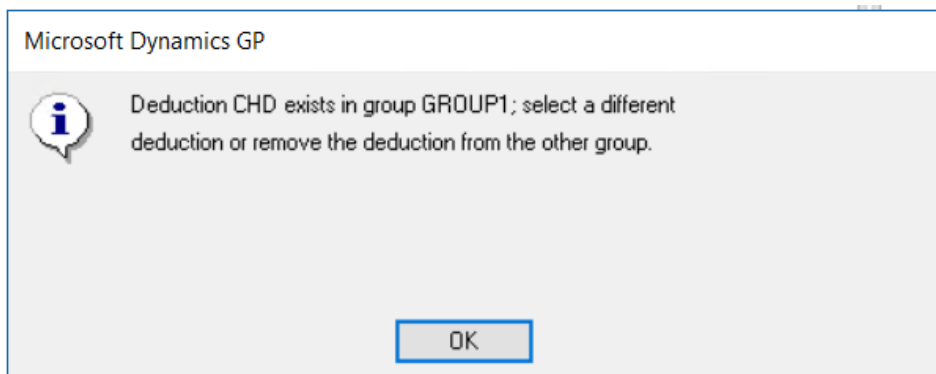 Microsoft Dynamics GP
Deduction CHD exists in group GROUP1; select a different
deduction or remove the deduction from the other group.
OK